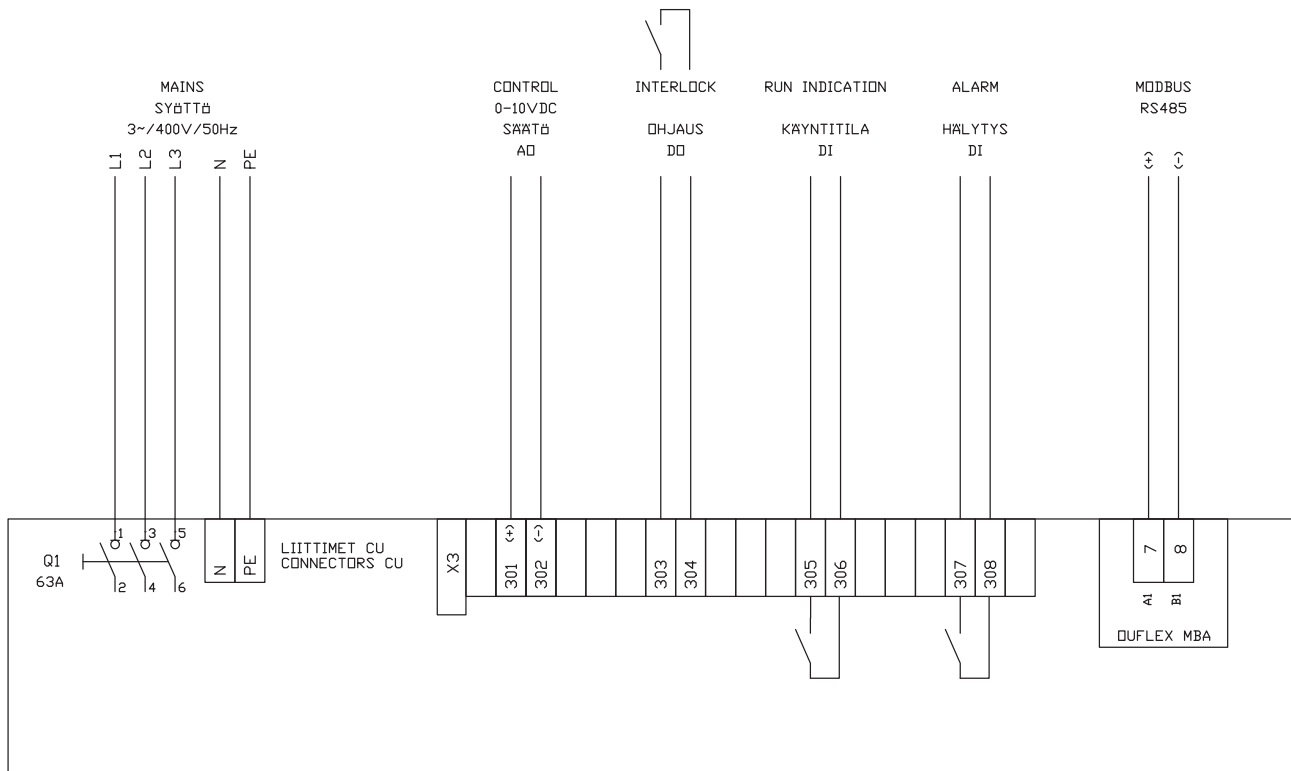 MAINS
SYÖTTÖ
3~/400V/50Hz
L1
L2
L3
N
PE
CONTROL
0-10VDC
SÄÄTÖ
AO
INTERLOCK
OHJAUS
DO
RUN INDICATION
KÄYNTITILA
DI
ALARM
HÄLYTYS
DI
MODBUS
RS485
(+)
(-)
Q1
63A
1
3
5
2
4
6
N
PE
LIITTIMET CU
CONNECTORS CU
X3
301 (+)
302 (-)
303
304
305
306
307
308
7
8
A1
B1
OUFLEX MBA